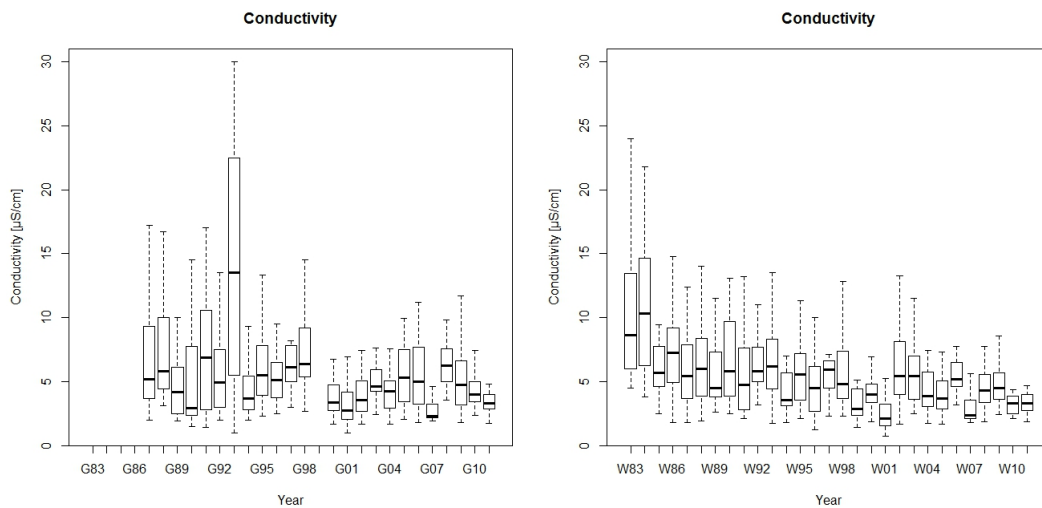 Conductivity
30
25
20
15
10
5
0
Conductivity [µS/cm]
G83 G86 G89 G92 G95 G98 G01 G04 G07 G10
Year
Conductivity
30
25
20
15
10
5
0
Conductivity [µS/cm]
W83 W86 W89 W92 W95 W98 W01 W04 W07 W10
Year